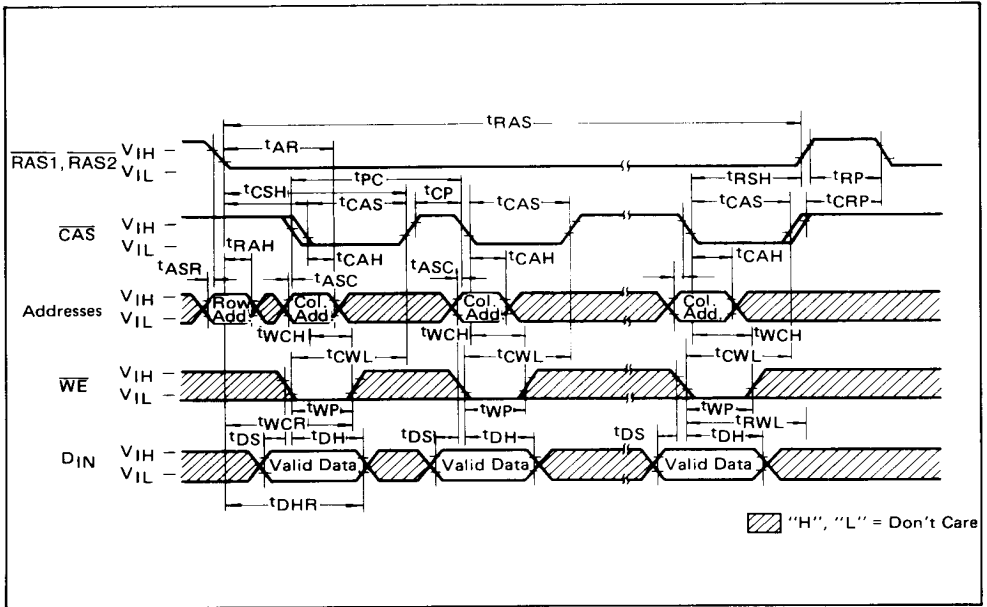 tRAS
RAS1, RAS2 VIH VIL
tAR
tPC
tRSH
tRP
tCSH
tCAS
tCP
tCAS
tCAS
tCRP
CAS VIH VIL
tRAH
tCAH
tCAH
tCAH
tASR
tASC
tASC
Addresses VIH VIL
Row Add. Col. Add. Col. Add. Col. Add.
tWCH
tWCH
tWCH
tCWL
tCWL
tCWL
WE VIH VIL
tWP
tWP
tWP
tWCR
tRWL
tDS
tDH
tDS
tDH
tDS
tDH
DIN VIH VIL
Valid Data Valid Data Valid Data
tDHR
"H", "L" = Don't Care